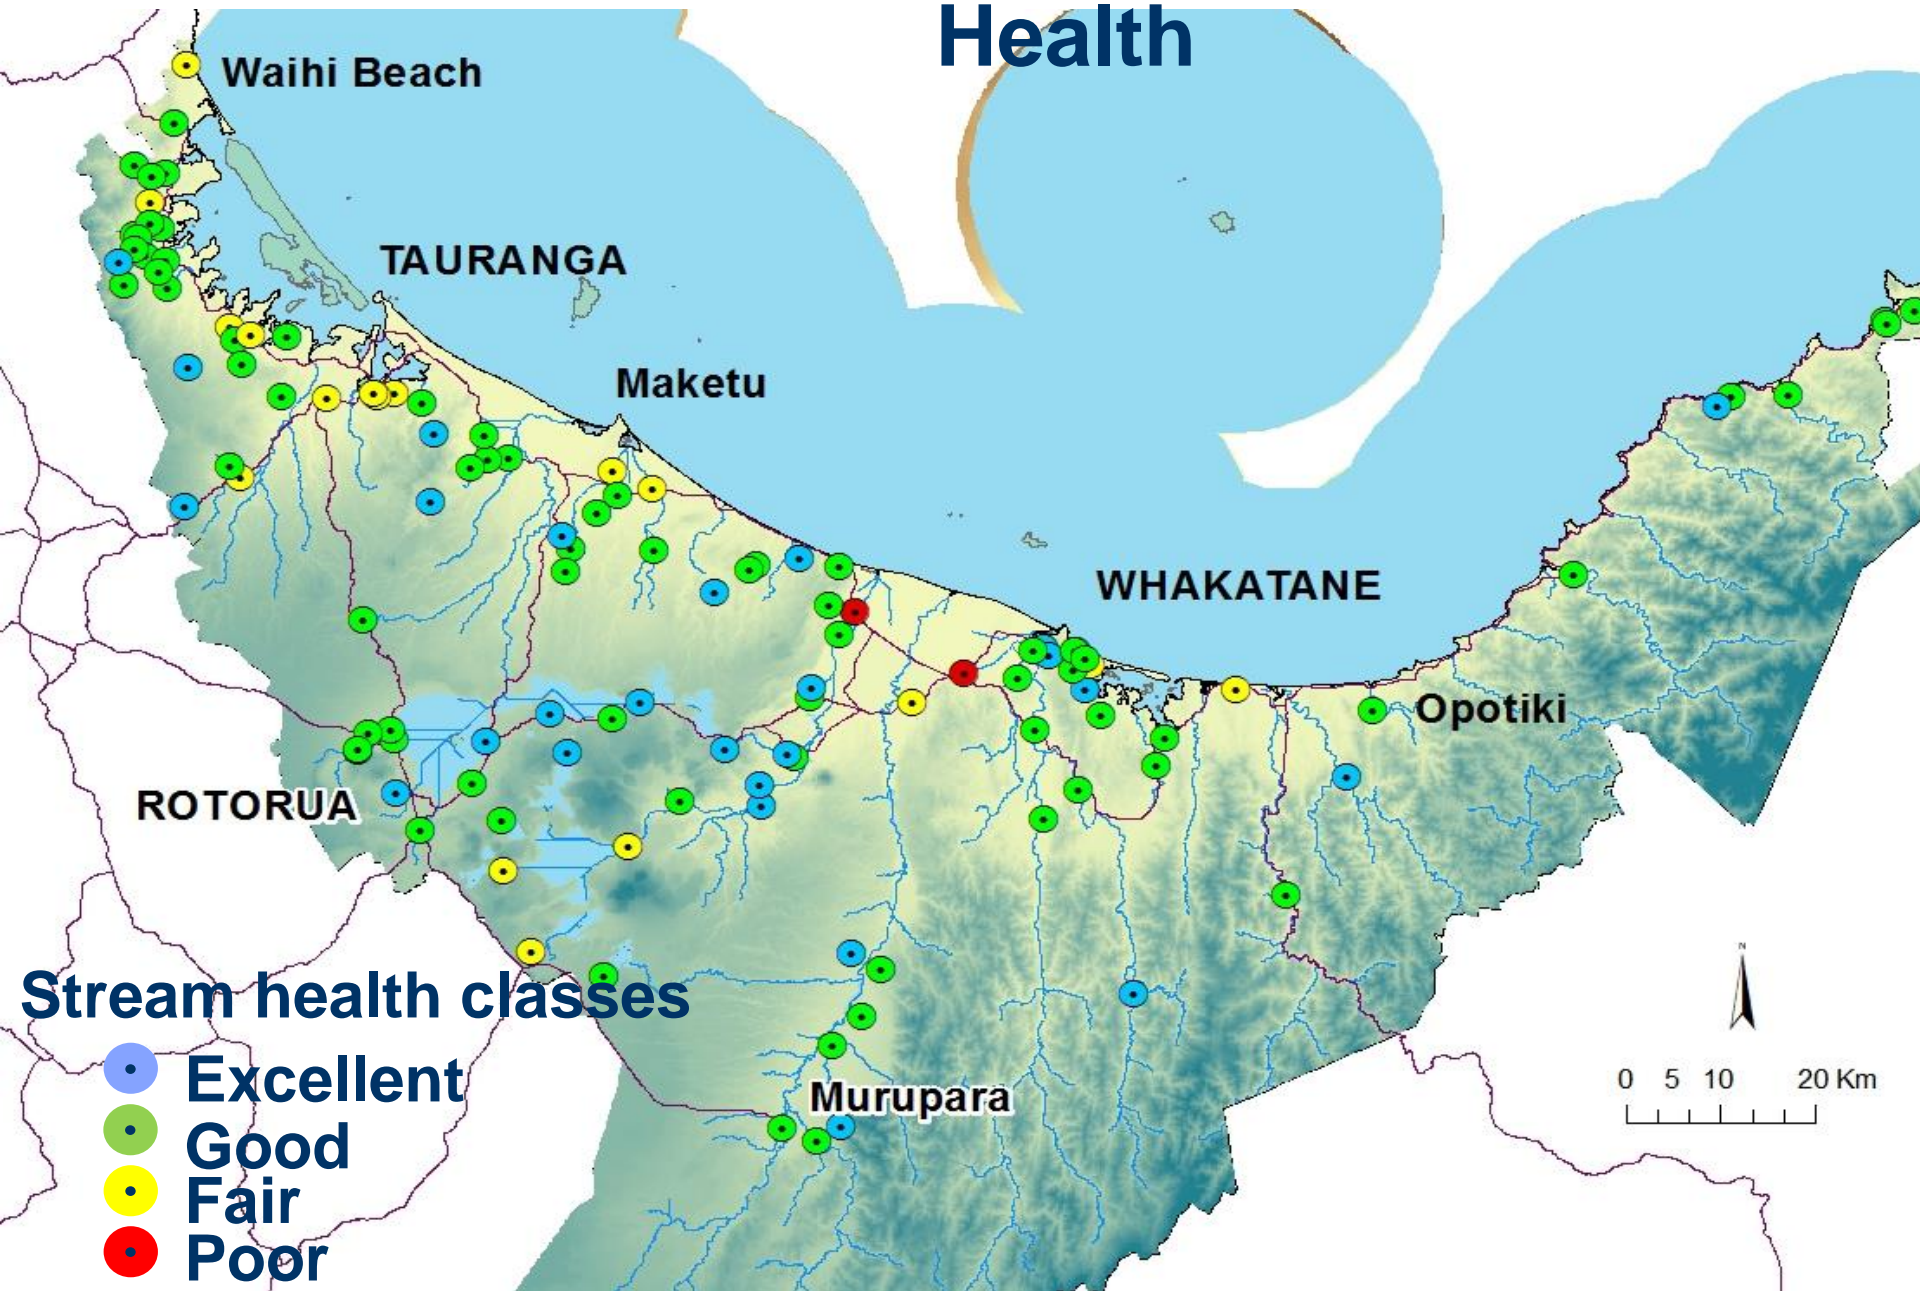 Health
Waihi Beach
TAURANGA
Maketu
WHAKATANE
Opotiki
ROTORUA
Murupara
Stream health classes
Excellent
Good
Fair
Poor
N
0 5 10 20 Km